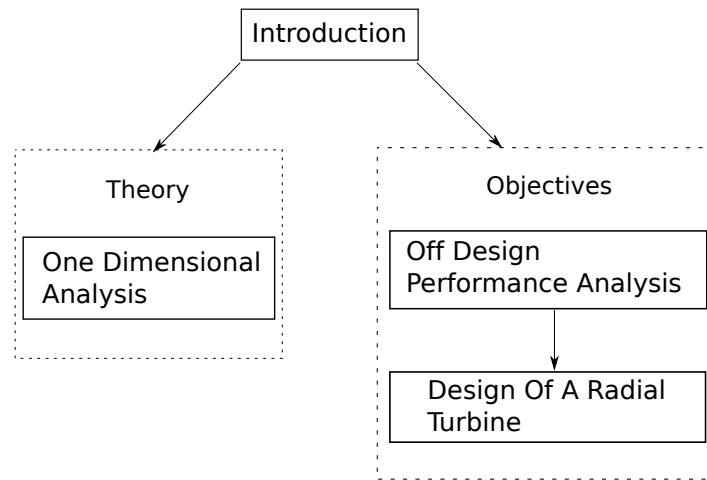 Introduction
Theory
One Dimensional
Analysis
Objectives
Off Design
Performance Analysis
Design Of A Radial
Turbine